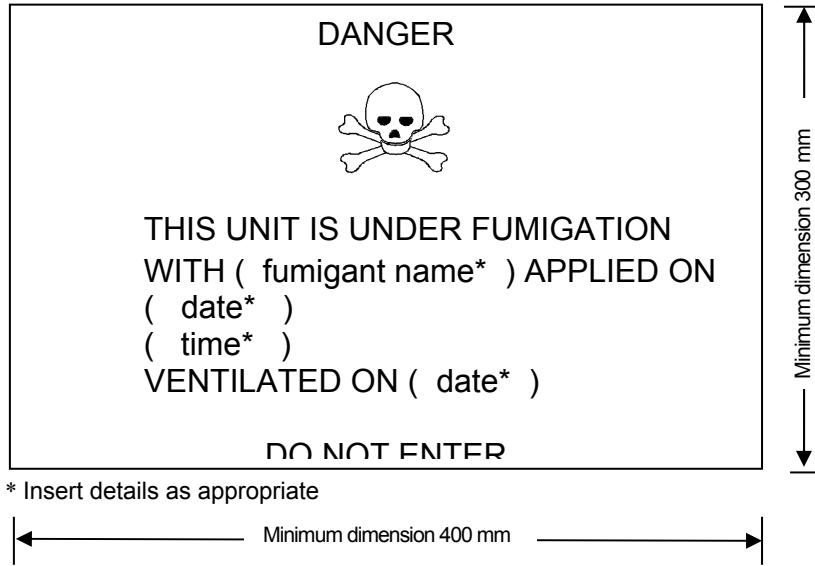 DANGER
THIS UNIT IS UNDER FUMIGATION
WITH ( fumigant name* ) APPLIED ON
( date* )
( time* )
VENTILATED ON ( date* )
DO NOT ENTER
Minimum dimension 300 mm
* Insert details as appropriate
Minimum dimension 400 mm